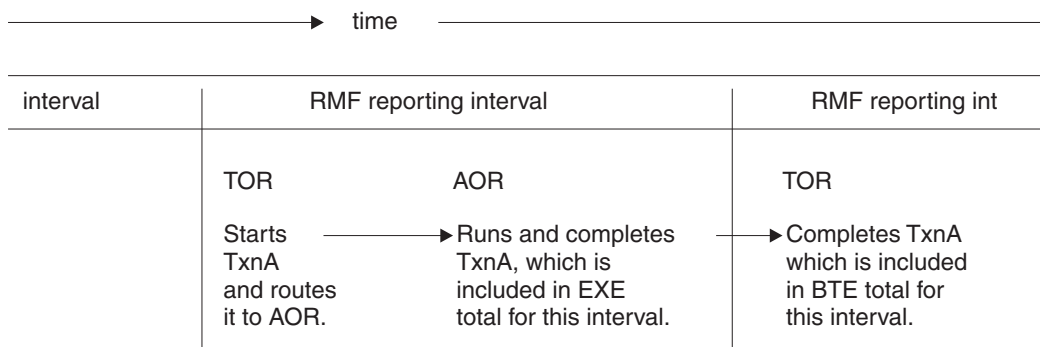 time
interval
RMF reporting interval
RMF reporting int
TOR
AOR
TOR
Starts
TxnA
and routes
it to AOR.
Runs and completes
TxnA, which is
included in EXE
total for this interval.
Completes TxnA
which is included
in BTE total for
this interval.